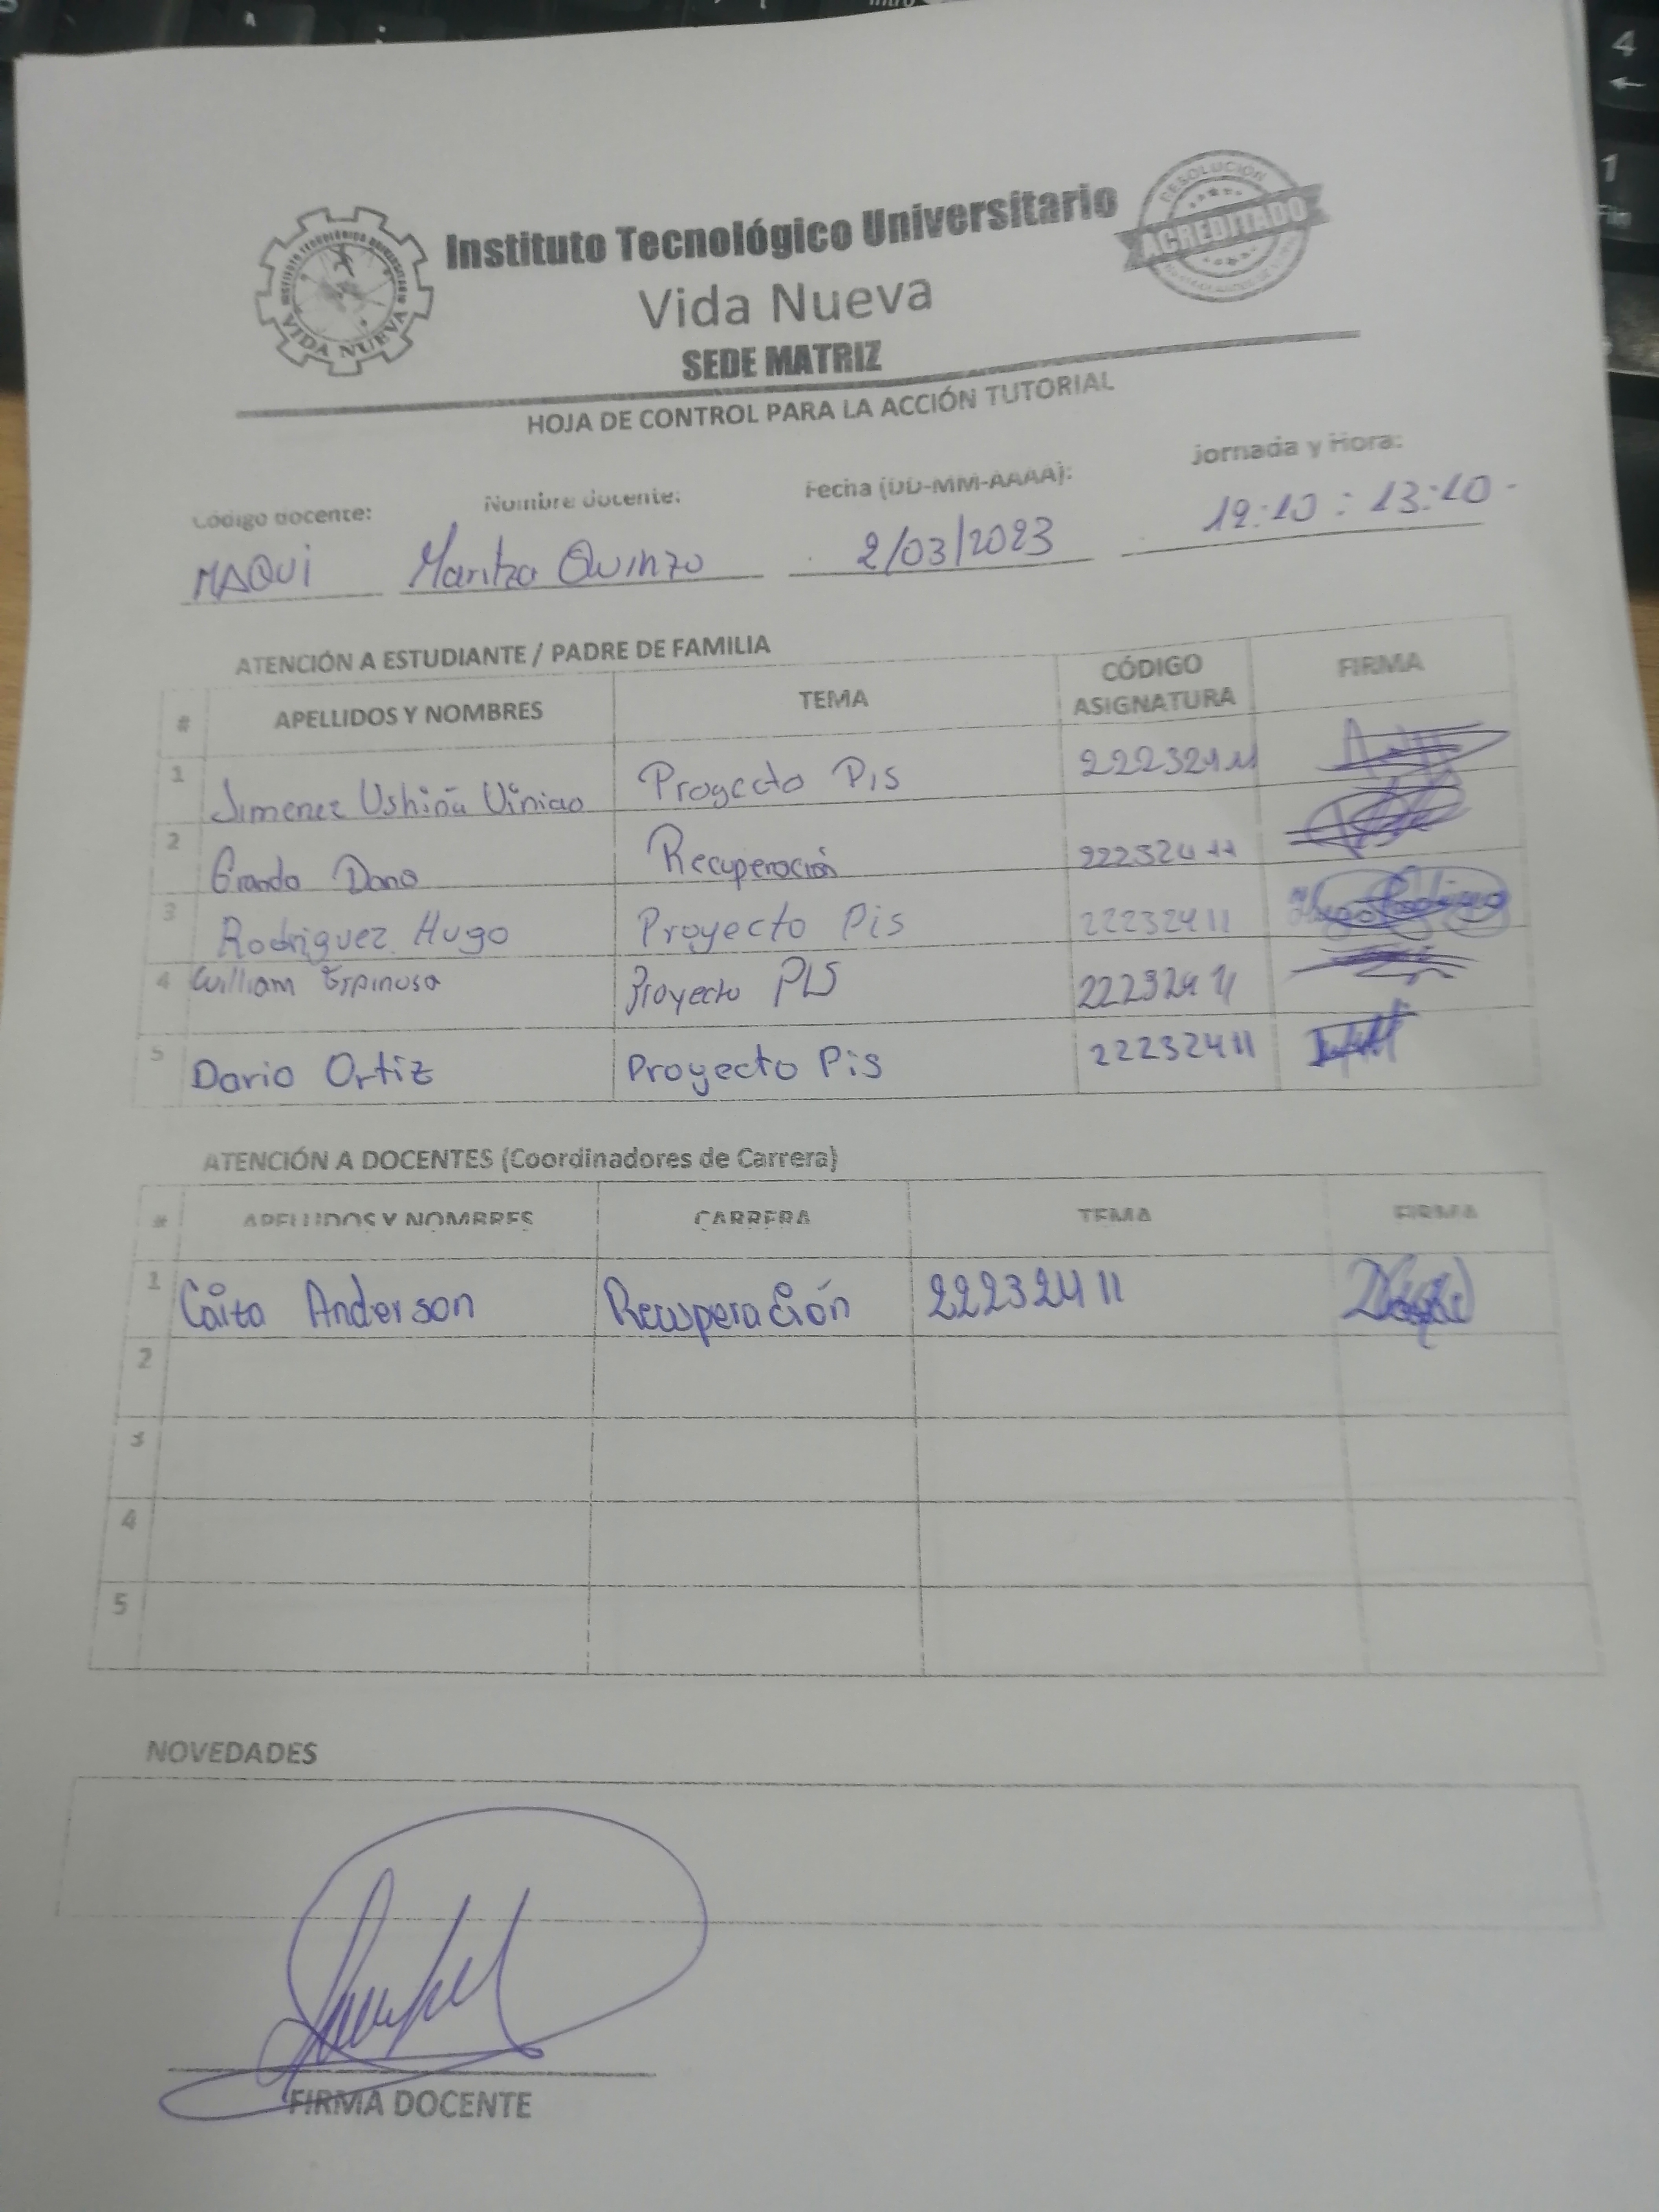 Instituto Tecnológico Universitario
Vida Nueva
SEDE MATRIZ
RESOLUCIÓN
ACREDITADO
VIDA NUEVA
HOJA DE CONTROL PARA LA ACCIÓN TUTORIAL
Código docente: Nombre docente: Fecha (DD-MM-AAAA): Jornada y Hora:
MAQUI Maritza Quinzo 2/03/2023 12:10 : 13:10
ATENCIÓN A ESTUDIANTE / PADRE DE FAMILIA
# APELLIDOS Y NOMBRES TEMA CÓDIGO ASIGNATURA FIRMA
1 Jimenez Ushiña Proyecto Pis 22232411
2 Granda Recuperación 22232411
3 Rodriguez Hugo Proyecto Pis 22232411 Hugo Rodriguez
4 William Espinosa Proyecto PIS 22232411
5 Dario Ortiz Proyecto Pis 22232411
ATENCIÓN A DOCENTES (Coordinadores de Carrera)
# APELLIDOS Y NOMBRES CARRERA TEMA FIRMA
1 Caita Anderson Recuperación 22232411
2
3
4
5
NOVEDADES
FIRMA DOCENTE